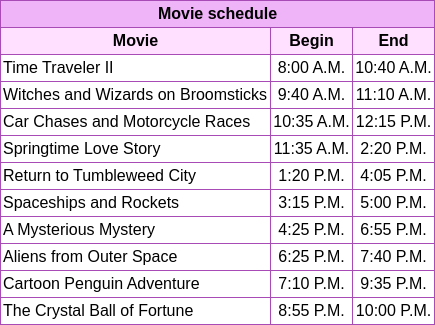 Movie schedule
Movie Begin End
Time Traveler II 8:00 A.M. 10:40 A.M.
Witches and Wizards on Broomsticks 9:40 A.M. 11:10 A.M.
Car Chases and Motorcycle Races 10:35 A.M. 12:15 P.M.
Springtime Love Story 11:35 A.M. 2:20 P.M.
Return to Tumbleweed City 1:20 P.M. 4:05 P.M.
Spaceships and Rockets 3:15 P.M. 5:00 P.M.
A Mysterious Mystery 4:25 P.M. 6:55 P.M.
Aliens from Outer Space 6:25 P.M. 7:40 P.M.
Cartoon Penguin Adventure 7:10 P.M. 9:35 P.M.
The Crystal Ball of Fortune 8:55 P.M. 10:00 P.M.